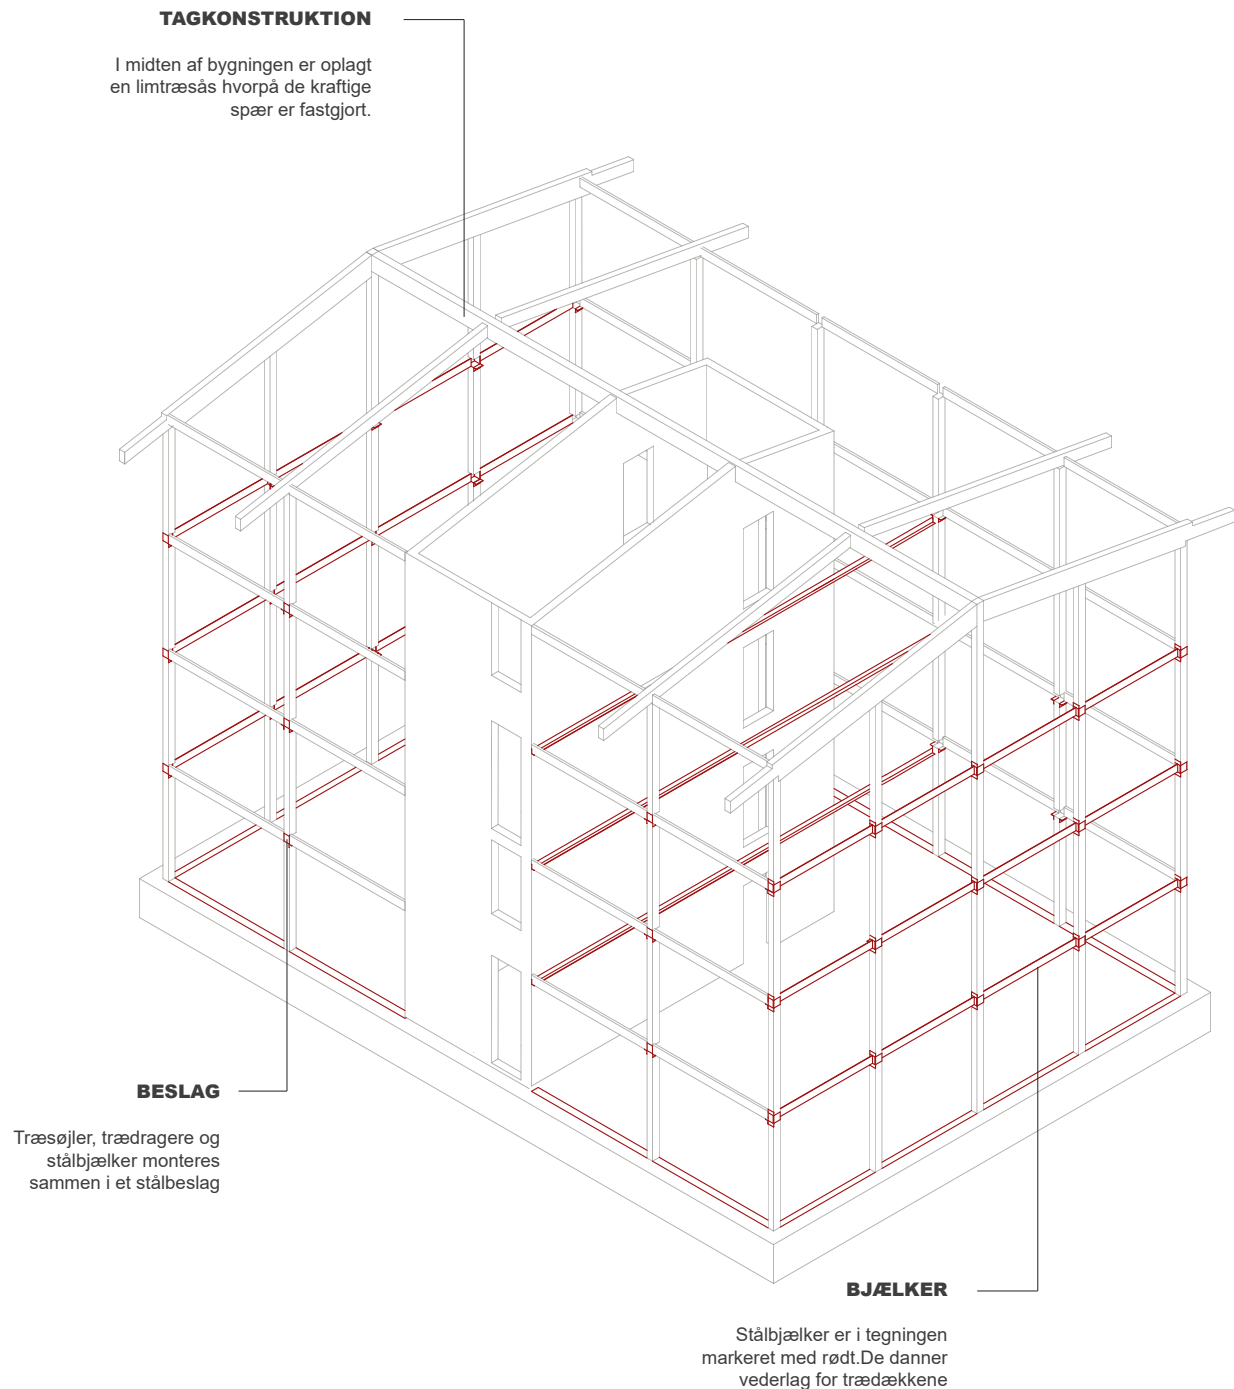 TAGKONSTRUKTION
I midten af bygningen er oplagt
en limtræsås hvorpå de kraftige
spær er fastgjort.
BESLAG
Træsøjler, trædragere og
stålbjælker monteres
sammen i et stålbeslag
BJÆLKER
Stålbjælker er i tegningen
markeret med rødt.De danner
vederlag for trædækkene